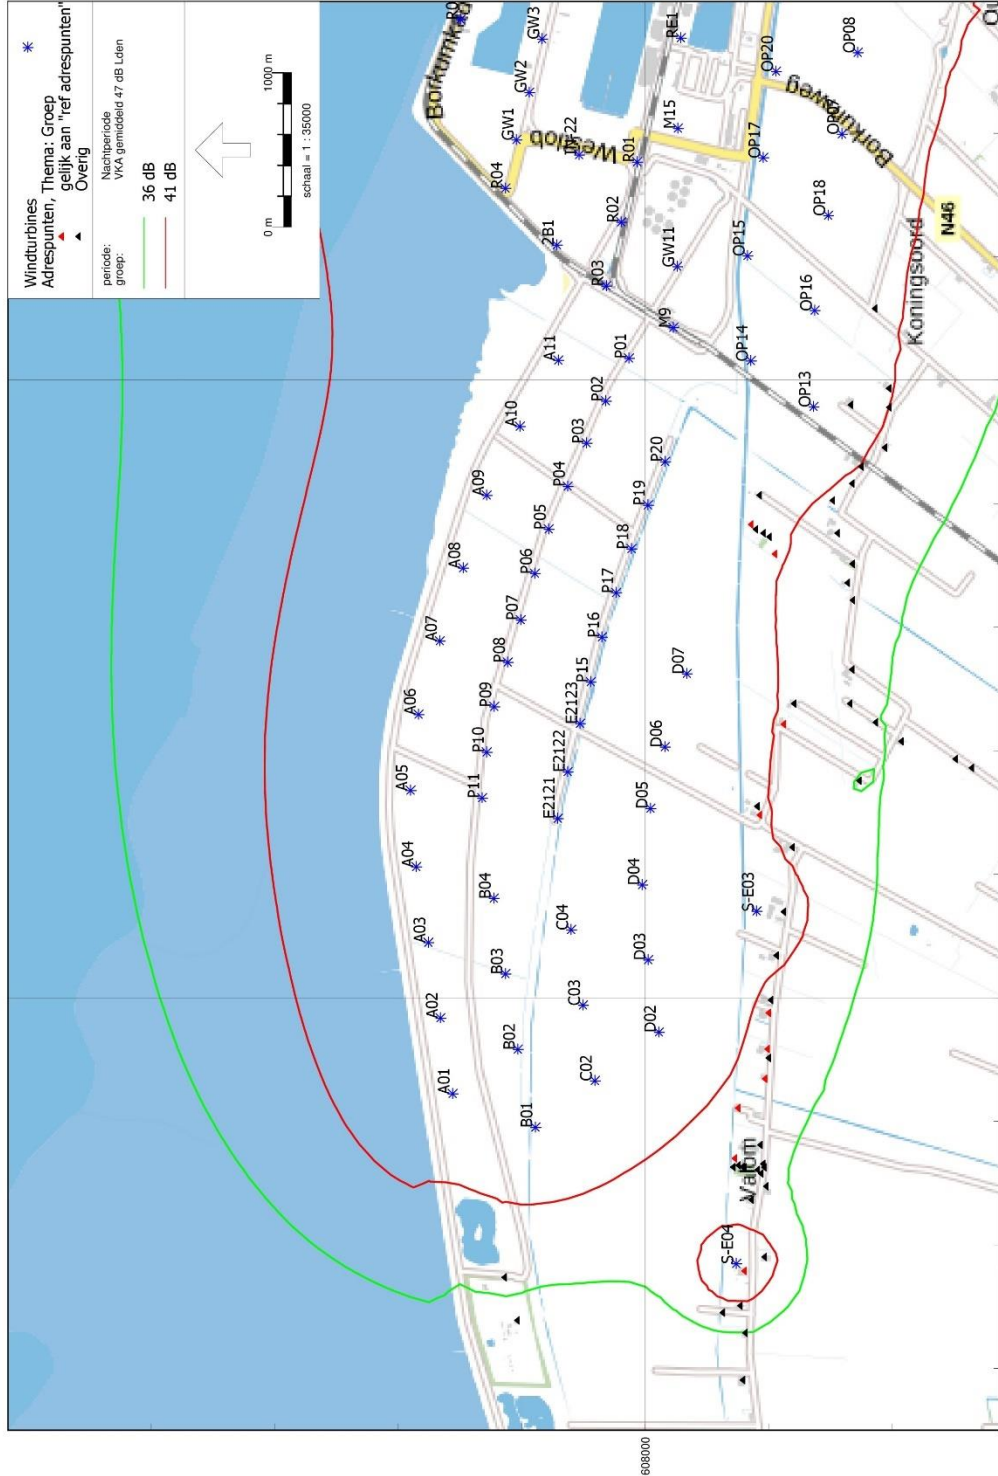 Windturbines
Adrespunten, Thema: Groep
gelijk aan "ref adrespunten"
Overig
periode: Nachtperiode
groep: VKA gemiddeld 47 dB Lden
36 dB
41 dB
0 m 1000 m
schaal = 1 : 35000
Borkumkag
GW3
GW2
GW1
R04
Westlob
R01
M15
RE1
OP20
OP08
OP17
Borkumweg
OP18
N46
Koningsoord
2B1
R02
R03
GW11
OP15
OP16
M9
OP14
OP13
A11
P01
A10
P02
P03
A09
P04
P20
P05
P19
A08
P06
P18
A07
P07
P17
P08
P16
D07
A06
P09
P15
E2123
P10
E2122
D06
A05
P11
E2121
D05
A04
B04
D04
A03
C04
S-E03
B03
D03
A02
C03
B02
D02
A01
C02
B01
Valom
S-E04
608000